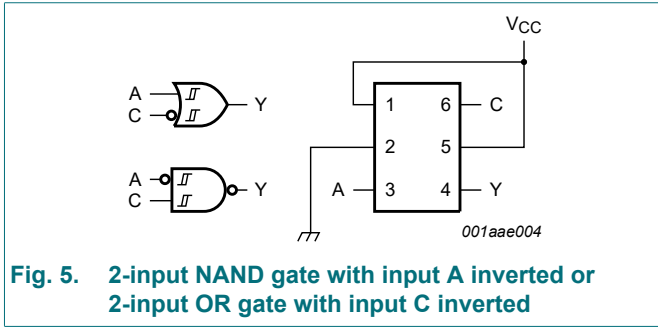 VCC
A
C
Y
A
C
Y
1 6 C
2 5
A 3 4 Y
001aae004
Fig. 5. 2-input NAND gate with input A inverted or
2-input OR gate with input C inverted